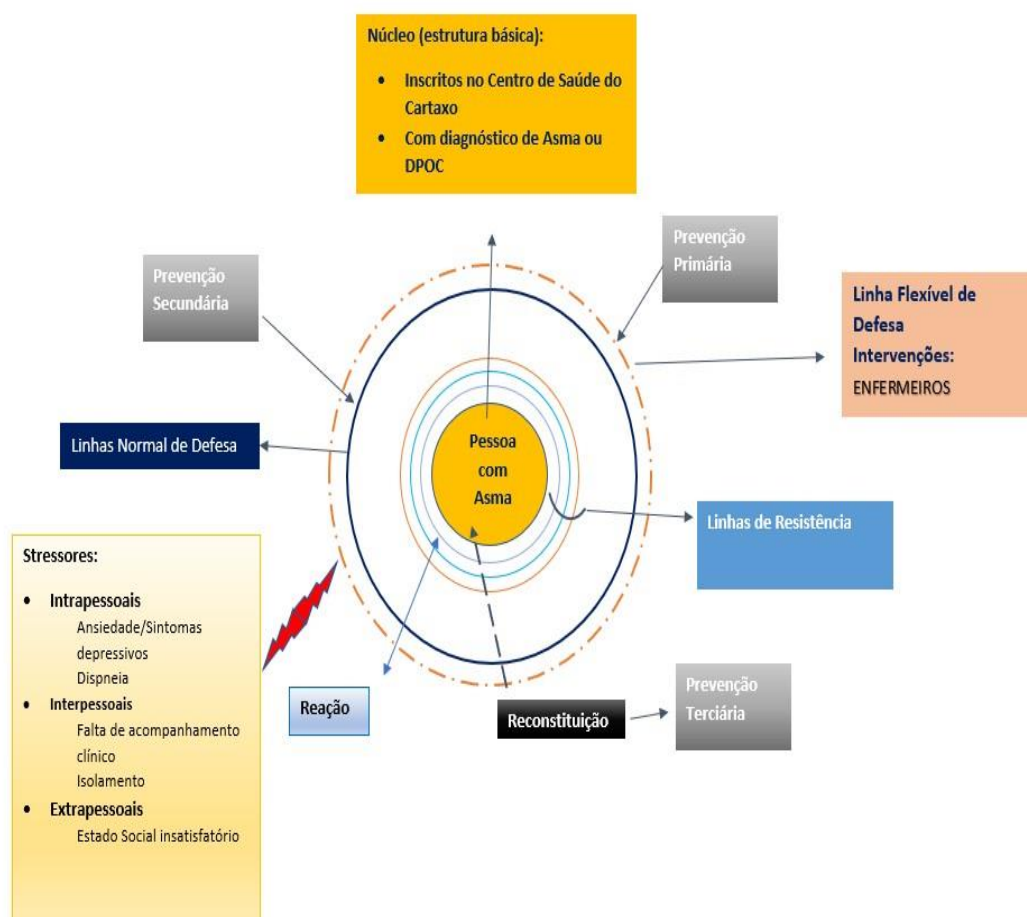 Núcleo (estrutura básica):
• Inscritos no Centro de Saúde do
Cartaxo
• Com diagnóstico de Asma ou
DPOC
Prevenção
Primária
Prevenção
Secundária
Linha Flexível de
Defesa
Intervenções:
ENFERMEIROS
Linhas Normal de Defesa
Pessoa
com
Asma
Linhas de Resistência
Stressores:
• Intrapessoais
Ansiedade/Sintomas
depressivos
Dispneia
• Interpessoais
Falta de acompanhamento
clínico
Isolamento
• Extrapessoais
Estado Social insatisfatório
Reação
Reconstituição
Prevenção
Terciária